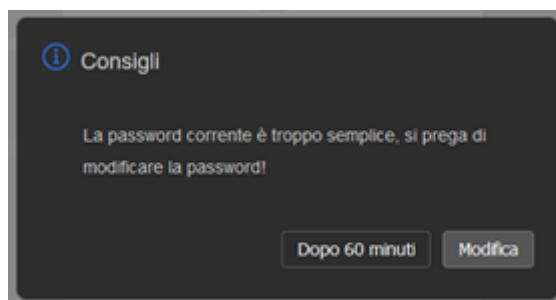 Consigli
La password corrente è troppo semplice, si prega di
modificare la password!
Dopo 60 minuti
Modifica